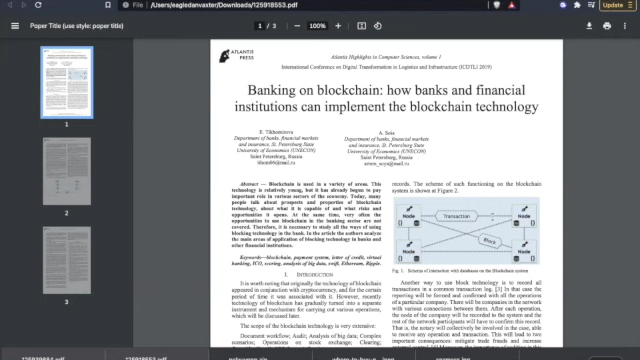 File
/Users/eagledanvaxter/Downloads/125918553.pdf
Update
Paper Title (use style: paper title)
1 / 3
100%
1
2
3
ATLANTIS
PRESS
Atlantis Highlights in Computer Sciences, volume 1
International Conference on Digital Transformation in Logistics and Infrastructure (ICDTLI 2019)
Banking on blockchain: how banks and financial
institutions can implement the blockchain technology
E. Tikhomirova
Department of banks, financial markets
and insurance, St. Petersburg State
University of Economics (UNECON)
Saint Petersburg, Russia
A. Soia
Department of banks, financial markets
and insurance, St. Petersburg State
University of Economics (UNECON)
Saint Petersburg, Russia
Abstract — Blockchain is used in a variety of areas. This
technology is relatively young, but it has already begun to pay
important role in various sectors of the economy. Today, many
people talk about prospects and properties of blockchain
technology, about what it is capable of and what risks and
opportunities it opens. At the same time, very often the
opportunities to use blockchain in the banking sector are not
covered. Therefore, it is necessary to study all the ways of using
blocking technology in the bank. In the article the authors analyze
the main areas of application of blocking technology in banks and
other financial institutions.
Keywords—blockchain, payment system, letter of credit, virtual
banking, ICO, scoring, analysis of big data, swift, Ethereum, Ripple.
I. INTRODUCTION
It is worth noting that originally the technology of blockchain
appeared in conjunction with cryptocurrency, and for the certain
period of time it was associated with it. However, recently
technology of blockchain has gradually turned into a separate
instrument and mechanism for carrying out various operations,
which will be discussed later.
The scope of the technology is very extensive:
Document workflow; Audit; Analysis of big data; Complex
scenarios; Operations on stock exchange; Clearing,
records. The scheme of such functioning on the blockchain
system is shown at Figure 2.
Node
Transaction
Node
Block
Node
Node
Fig. 1. Schema of interaction with databases on the Blockchain system
Another way to use block technology is to record all
transactions in a common transaction log. [3] In that case the
reporting will be formed and confirmed with all the operations
of a particular company. There will be companies in the network
with various connections between them. After each operation,
the node of the company will be recorded to the system and the
rest of the network participants will have to confirm this record.
That is, the notary will collectively be involved in the case, able
to receive any operation and transaction. This will lead to two
important consequences: mitigate trade frauds and increase
125918553.pdf